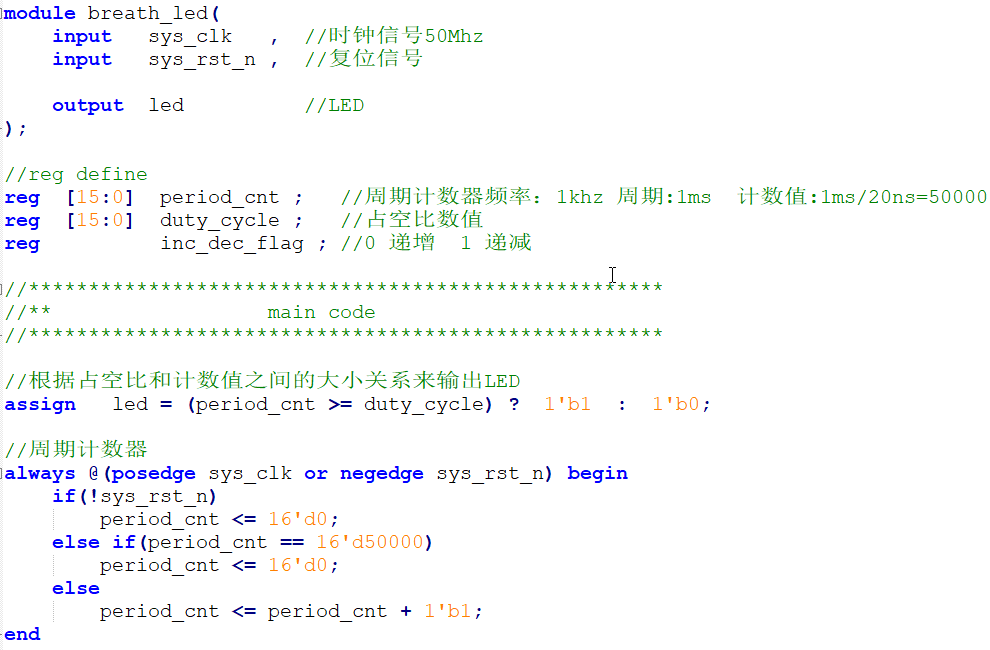 module breath_led(
    input   sys_clk   ,  //时钟信号50Mhz
    input   sys_rst_n ,  //复位信号
    output  led          //LED
);
//reg define
reg  [15:0]  period_cnt ;   //周期计数器频率：1khz 周期:1ms  计数值:1ms/20ns=50000
reg  [15:0]  duty_cycle ;   //占空比数值
reg          inc_dec_flag ; //0 递增  1 递减
//*****************************************************
//**                  main code
//*****************************************************
//根据占空比和计数值之间的大小关系来输出LED
assign   led = (period_cnt >= duty_cycle) ?  1'b1  :  1'b0;
//周期计数器
always @(posedge sys_clk or negedge sys_rst_n) begin
    if(!sys_rst_n)
        period_cnt <= 16'd0;
    else if(period_cnt == 16'd50000)
        period_cnt <= 16'd0;
    else
        period_cnt <= period_cnt + 1'b1;
end